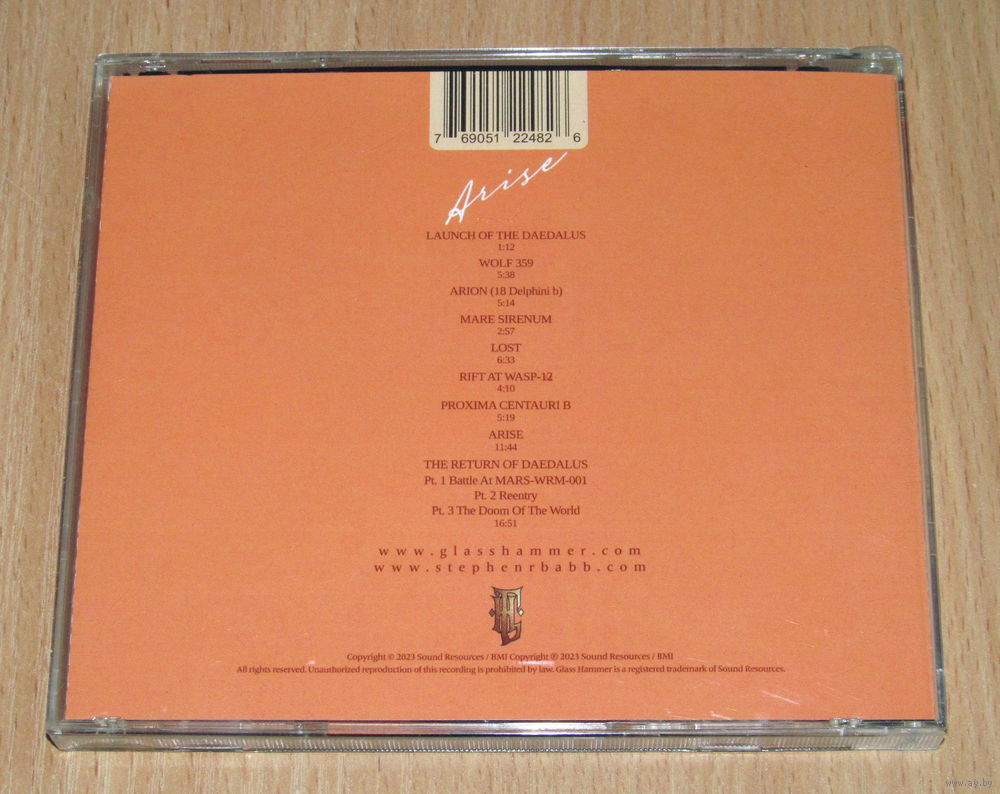 7 69051 22482 6
Arise
LAUNCH OF THE DAEDALUS
1:12
WOLF 359
5:38
ARION (18 Delphini b)
5:14
MARE SIRENUM
2:57
LOST
6:33
RIFT AT WASP-12
4:10
PROXIMA CENTAURI B
5:19
ARISE
11:44
THE RETURN OF DAEDALUS
Pt. 1 Battle At MARS-WRM-001
Pt. 2 Reentry
Pt. 3 The Doom Of The World
16:51
www.glasshammer.com
www.stephenrbabb.com
Copyright © 2023 Sound Resources / BMI Copyright ℗ 2023 Sound Resources / BMI
All rights reserved. Unauthorized reproduction of this recording is prohibited by law. Glass Hammer is a registered trademark of Sound Resources.
www.ay.by